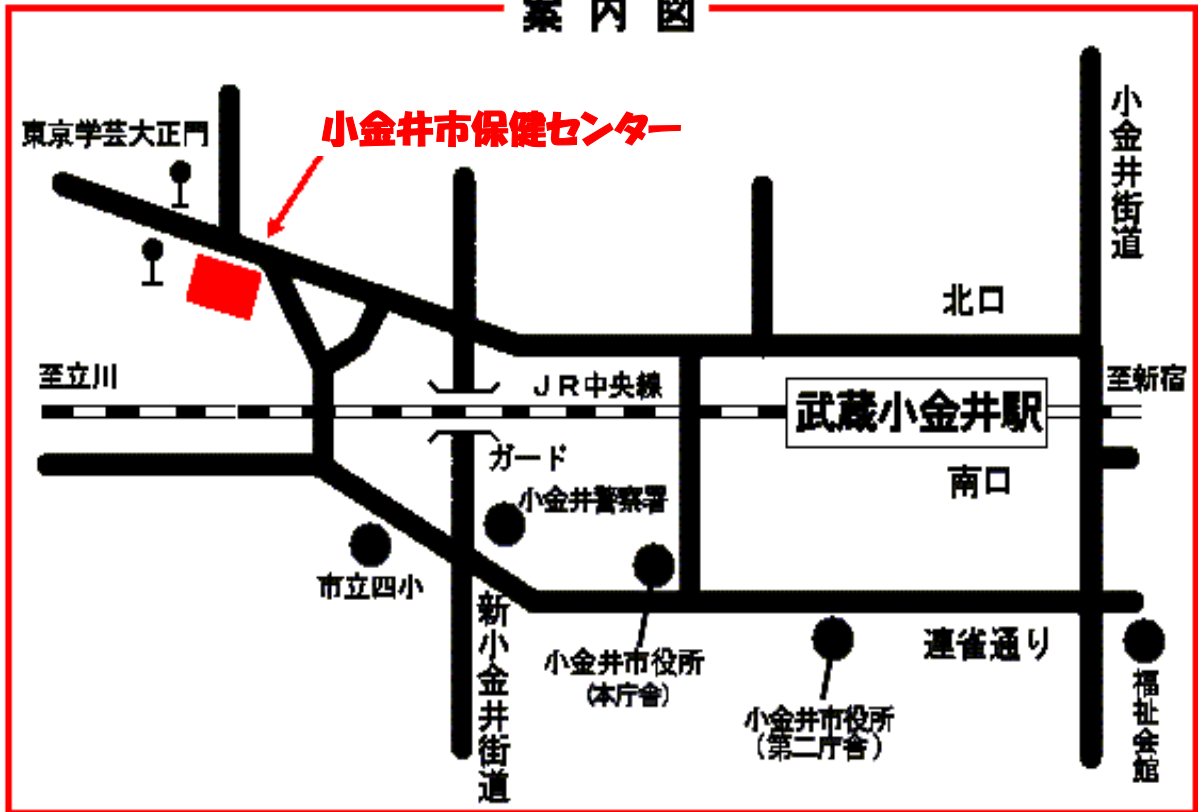 案内図
小金井市保健センター
東京学芸大正門
小金井街道
北口
至立川
JR中央線
武蔵小金井駅
至新宿
ガード
南口
小金井警察署
市立四小
新小金井街道
小金井市役所
(本庁舎)
連雀通り
小金井市役所
(第二庁舎)
福祉会館